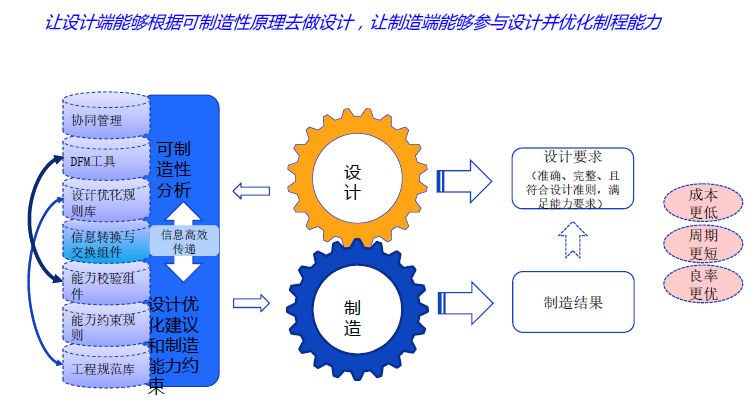 让设计端能够根据可制造性原理去做设计，让制造端能够参与设计并优化制程能力
协同管理
DFM工具
设计优化规
则库
信息转换与
交换组件
能力校验组
件
能力约束规
则
工程规范库
可制
造性
分析
信息高效
传递
设计优
化建议
和制造
能力约
束
设
计
制
造
设计要求
（准确、完整、且
符合设计准则，满
足能力要求）
制造结果
成本
更低
周期
更短
良率
更优